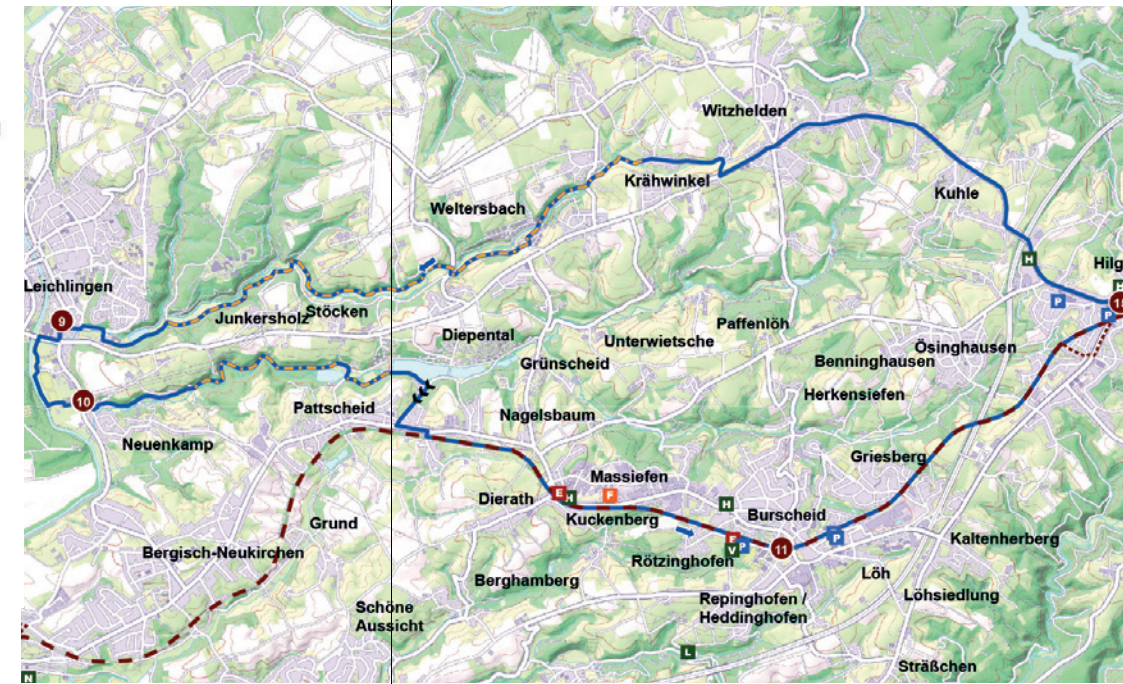 Witzhelden
Krähwinkel
Kuhle
Weltersbach
H
Hilg
H
P
P
Leichlingen
9
Junkersholz
Stöcken
Diepental
Unterwietsche
Paffenlöh
Ösinghausen
Grünscheid
Benninghausen
Herkensiefen
10
Pattscheid
Nagelsbaum
Neuenkamp
Griesberg
Massiefen
E
H
F
Dierath
H
Kuckenberg
Burscheid
Grund
P
Kaltenherberg
Bergisch-Neukirchen
V
P
11
Rötzinghofen
Löh
Berghamberg
Löhsiedlung
Schöne
Aussicht
Repinghofen /
Heddinghofen
L
Sträßchen
N